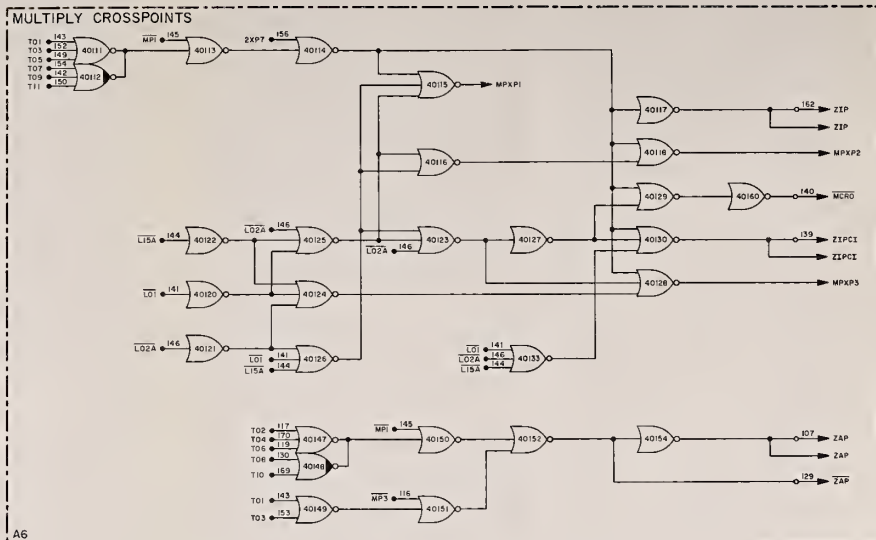 MULTIPLY CROSSPOINTS
T01 143
T03 152
T05 149
T07 154
T09 142
T11 150
40111
40112
MP1 145
40113
2XP7 156
40114
40115
MPXP1
40117
162 ZIP
ZIP
40116
40118
MPXP2
40129
40160
140 MCRO
L15A 144
40122
L02A 146
40125
L02A 146
40123
40127
40130
139 ZIPCI
ZIPCI
L01 141
40120
40124
40128
MPXP3
L02A 146
40121
L01 141
L15A 144
40126
L01 141
L02A 146
L15A 144
40133
T02 117
T04 170
T06 119
T08 130
T10 169
40147
40148
MP1 145
40150
40152
40154
107 ZAP
ZAP
129 ZAP
T01 143
T03 153
40149
MP3 116
40151
A6